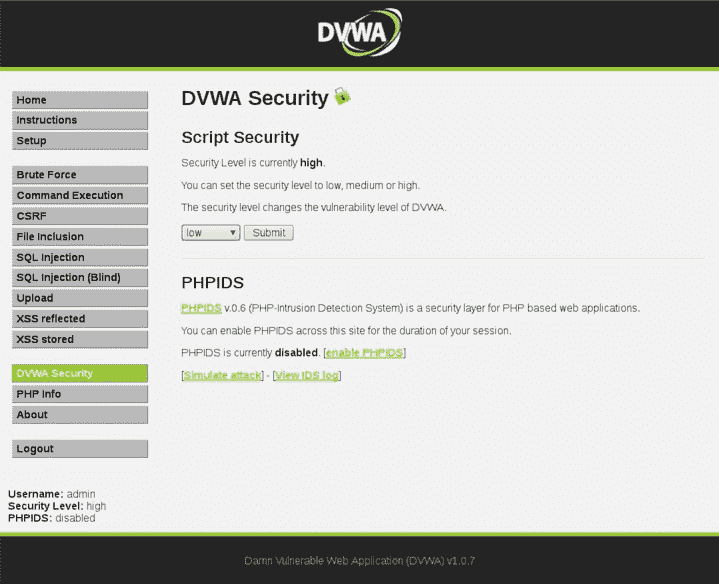 DVWA
Home
Instructions
Setup
Brute Force
Command Execution
CSRF
File Inclusion
SQL Injection
SQL Injection (Blind)
Upload
XSS reflected
XSS stored
DVWA Security
PHP Info
About
Logout
Username: admin
Security Level: high
PHPIDS: disabled
DVWA Security
Script Security
Security Level is currently high.
You can set the security level to low, medium or high.
The security level changes the vulnerability level of DVWA.
low Submit
PHPIDS
PHPIDS v.0.6 (PHP-Intrusion Detection System) is a security layer for PHP based web applications.
You can enable PHPIDS across this site for the duration of your session.
PHPIDS is currently disabled. [enable PHPIDS]
[Simulate attack] - [View IDS log]
Damn Vulnerable Web Application (DVWA) v1.0.7